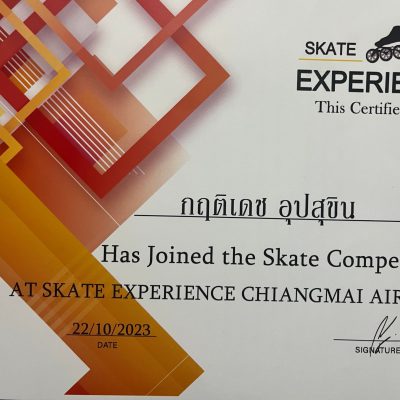 SKATE
EXPERIE
This Certifie
กฤติเดช อุปสุขิน
Has Joined the Skate Compe
AT SKATE EXPERIENCE CHIANGMAI AIR
22/10/2023
DATE
SIGNATURE